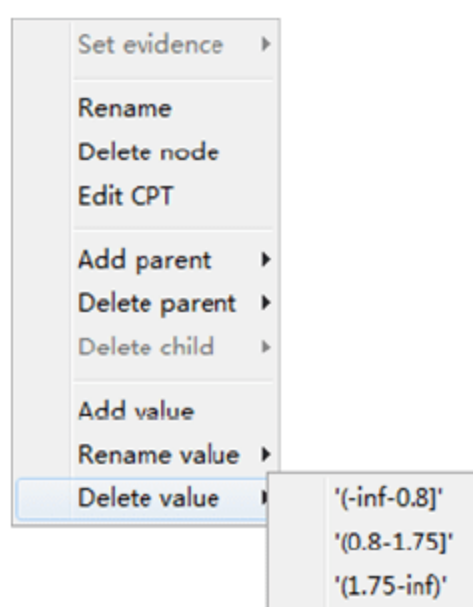 Set evidence
Rename
Delete node
Edit CPT
Add parent
Delete parent
Delete child
Add value
Rename value
Delete value
'(-inf-0.8]'
'(0.8-1.75]'
'(1.75-inf)'